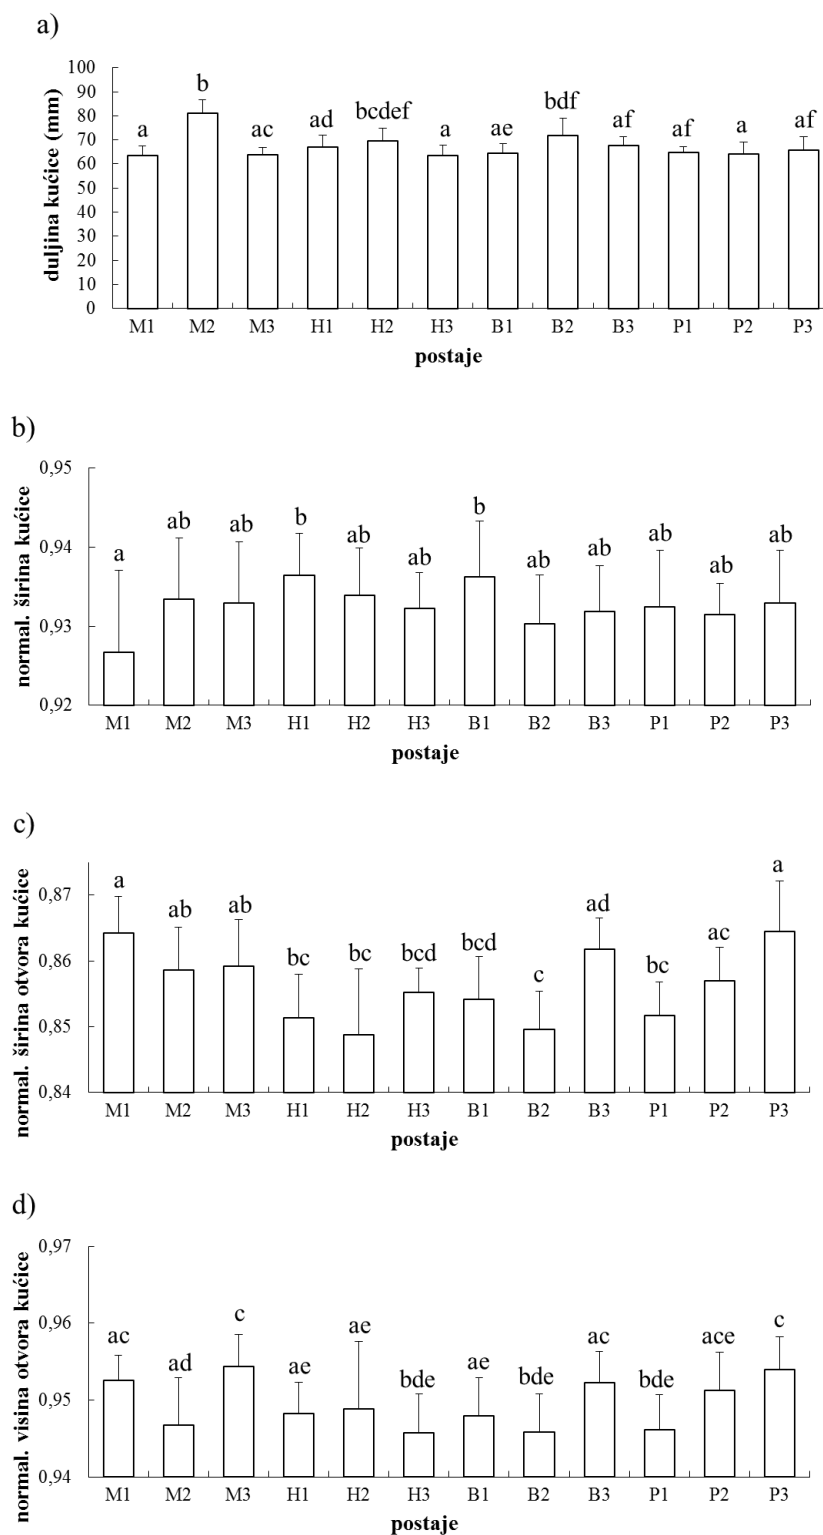 a)
duljina kućice (mm)
100
90
80
70
60
50
40
30
20
10
0
a b ac ad bcdef a ae bdf af af a af
M1 M2 M3 H1 H2 H3 B1 B2 B3 P1 P2 P3
postaje
b)
normal. širina kućice
0,95
0,94
0,93
0,92
a ab ab b ab ab b ab ab ab ab ab
M1 M2 M3 H1 H2 H3 B1 B2 B3 P1 P2 P3
postaje
c)
normal. širina otvora kućice
0,87
0,86
0,85
0,84
a ab ab bc bc bcd bcd c ad bc ac a
M1 M2 M3 H1 H2 H3 B1 B2 B3 P1 P2 P3
postaje
d)
normal. visina otvora kućice
0,97
0,96
0,95
0,94
ac ad c ae ae bde ae bde ac bde ace c
M1 M2 M3 H1 H2 H3 B1 B2 B3 P1 P2 P3
postaje